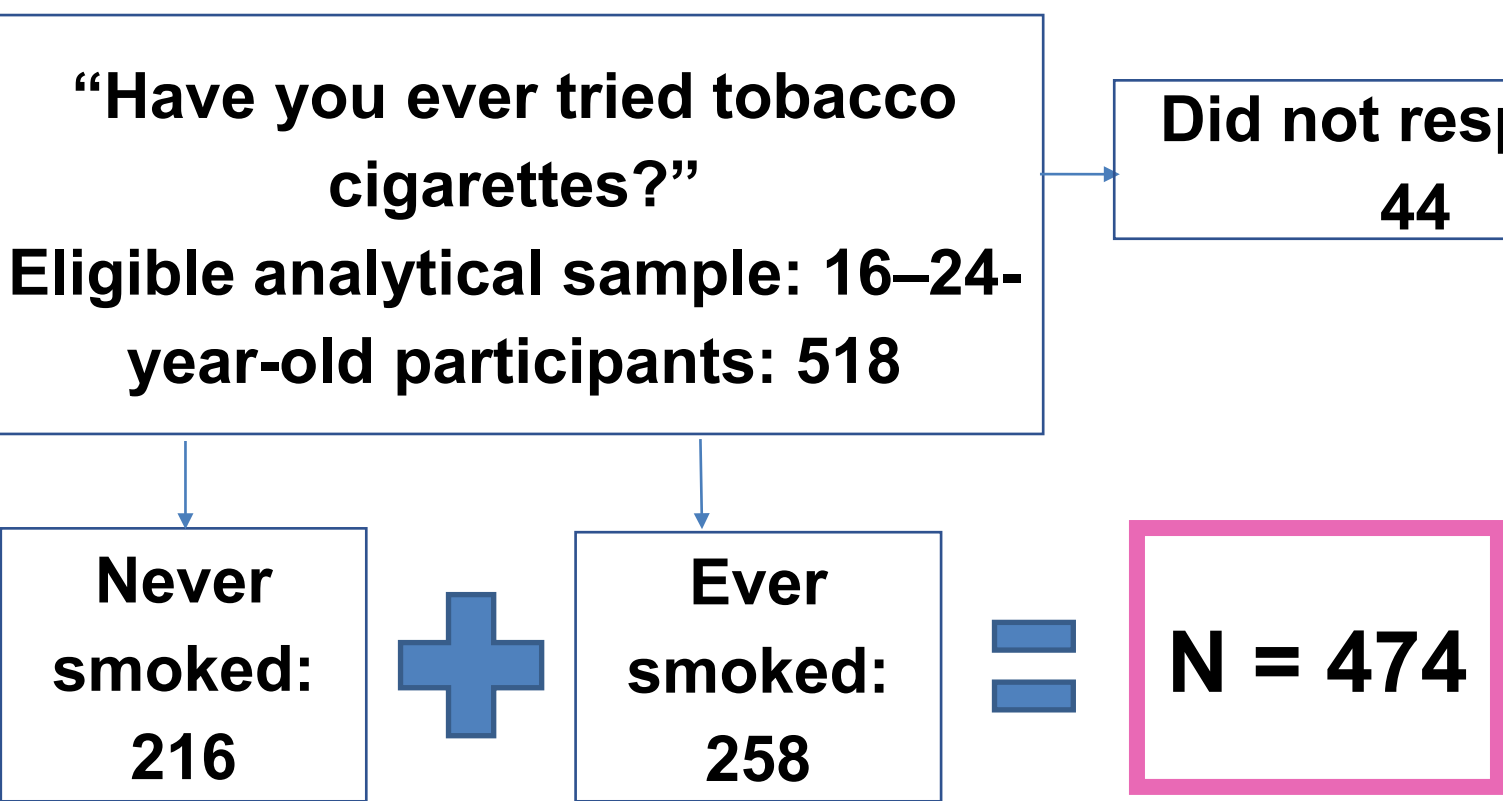 “Have you ever tried tobacco
cigarettes?”
Eligible analytical sample: 16–24-
year-old participants: 518
Did not
44
Never
smoked:
216
Ever
smoked:
258
N = 474